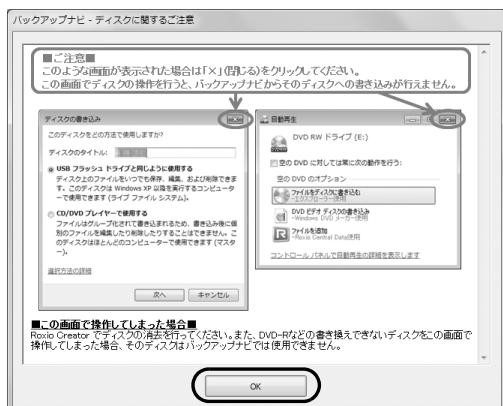 バックアップナビ - ディスクに関するご注意
■ご注意■
このような画面が表示された場合は「×」(閉じる)をクリックしてください。
この画面でディスクの操作を行うと、バックアップナビからそのディスクへの書き込みが行えません。
ディスクの書き込み
このディスクをどの方法で使用しますか?
ディスクのタイトル:
USB フラッシュ ドライブと同じように使用する
ディスク上のファイルをいつでも保存、編集、および削除できま
す。このディスクは Windows XP 以降を実行するコンピュータ
ーで使用できます (ライブ ファイル システム)。
CD/DVD プレイヤーで使用する
ファイルはグループ化されて書き込まれるため、書き込み後に個
別のファイルを編集したり削除したりすることはできません。こ
のディスクはほとんどのコンピューターで使用できます (マスタ
ー)。
選択方法の詳細
次へ
キャンセル
自動再生
DVD RW ドライブ (E:)
空の DVD に対しては常に次の動作を行う:
空の DVD のオプション
ファイルをディスクに書き込む
-エクスプローラー使用
DVD ビデオ ディスクの書き込み
-Windows DVD メーカー使用
ファイルを追加
-Roxio Central Data使用
コントロール パネルで自動再生の詳細を表示します
■この画面で操作してしまった場合■
Roxio Creator でディスクの消去を行ってください。また、DVD-Rなどの書き換えできないディスクをこの画面で
操作してしまった場合、そのディスクはバックアップナビでは使用できません。
OK